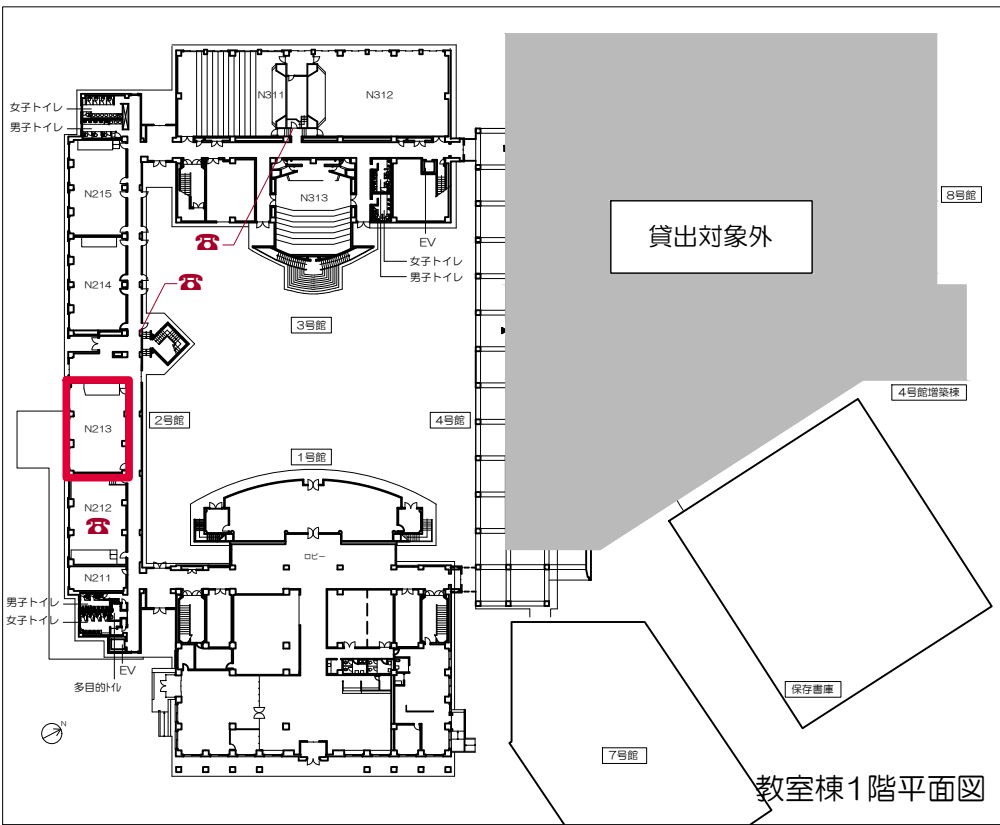 N311
N312
女子トイレ
男子トイレ
N215
N313
8号館
貸出対象外
EV
女子トイレ
男子トイレ
N214
3号館
4号館増築棟
2号館
4号館
N213
1号館
N212
ロビー
N211
男子トイレ
女子トイレ
EV
多目的ﾄｲﾚ
保存書庫
N
7号館
教室棟1階平面図